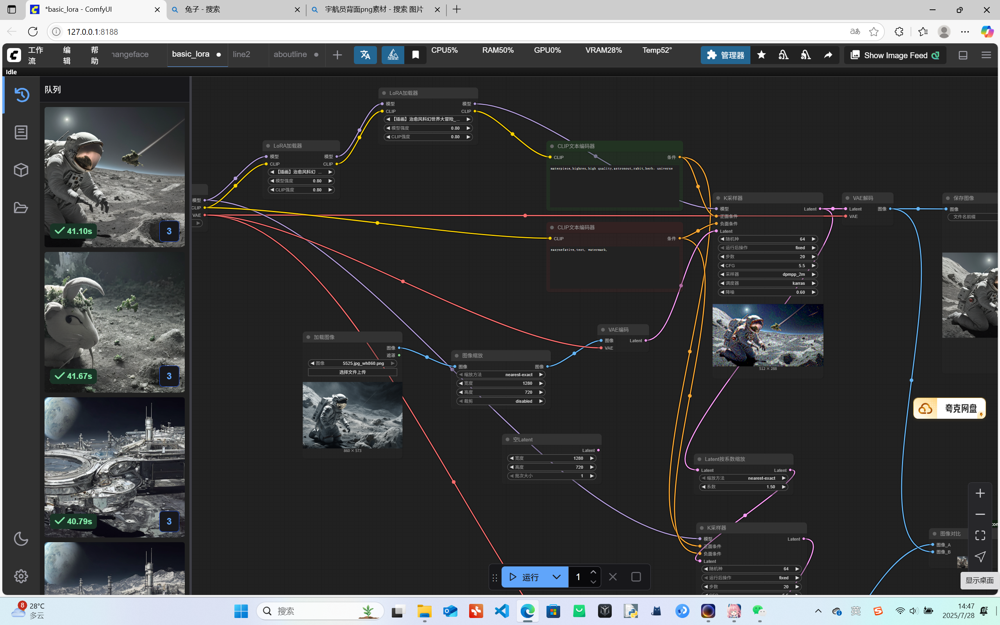 *basic_lora - ComfyUI
兔子 - 搜索
宇航员背面png素材 - 搜索 图片
127.0.0.1:8188
工作流
编辑
帮助
hangeface
basic_lora
line2
aboutline
CPU5%
RAM50%
GPU0%
VRAM28%
Temp52°
管理器
Show Image Feed
Idle
队列
41.10s
3
41.67s
3
40.79s
3
LoRA加载器
模型 模型
CLIP CLIP
【插画】治愈风科幻世界大冒险_...
模型强度 0.80
CLIP强度 0.80
LoRA加载器
模型 模型
CLIP CLIP
【插画】治愈风科幻 ...
模型强度 0.80
CLIP强度 0.80
模型
CLIP
VAE
CLIP文本编码器
CLIP 条件
materpiece,highres,high quality,astronout,rabit,herb, universe
CLIP文本编码器
CLIP 条件
easynefative,text, watermark,
K采样器
模型 Latent
正面条件
负面条件
Latent
随机种 64
运行后操作 fixed
步数 20
CFG 5.5
采样器 dpmpp_2m
调度器 karras
降噪 0.60
512 × 288
VAE解码
Latent 图像
VAE
保存图像
图像
文件名前缀
加载图像
图像
遮罩
图像 5525.jpg_wh860.png
选择文件上传
860 × 573
图像缩放
图像 图像
缩放方法 nearest-exact
宽度 1280
高度 720
裁剪 disabled
VAE编码
图像 Latent
VAE
空Latent
Latent
宽度 1280
高度 720
批次大小 1
Latent按系数缩放
Latent Latent
缩放方法 nearest-exact
系数 1.50
K采样器
模型 Latent
正面条件
负面条件
Latent
随机种 64
运行后操作 fixed
步数 20
夸克网盘
图像对比
图像_A
图像_B
运行
1
显示桌面
8
28°C
多云
搜索
英
14:47
2025/7/28